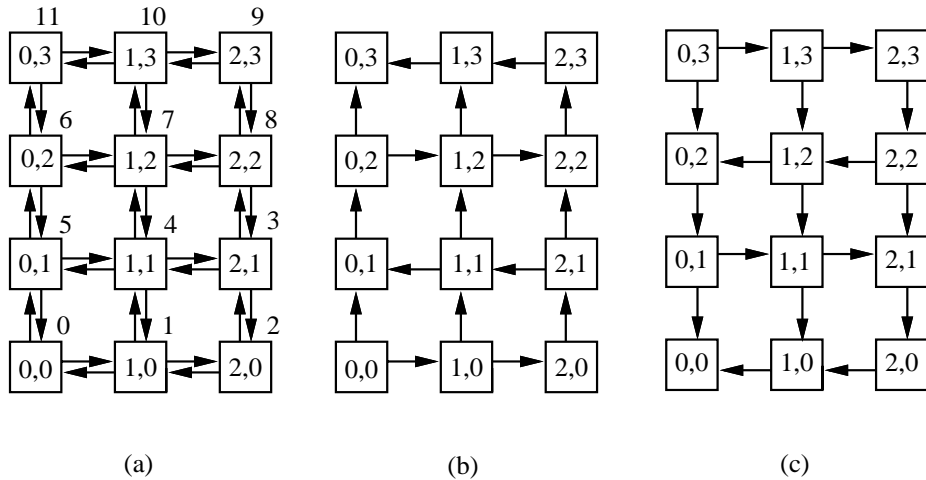 11 10 9
0,3 1,3 2,3 0,3 1,3 2,3 0,3 1,3 2,3
6 7 8
0,2 1,2 2,2 0,2 1,2 2,2 0,2 1,2 2,2
5 4 3
0,1 1,1 2,1 0,1 1,1 2,1 0,1 1,1 2,1
0 1 2
0,0 1,0 2,0 0,0 1,0 2,0 0,0 1,0 2,0
(a) (b) (c)